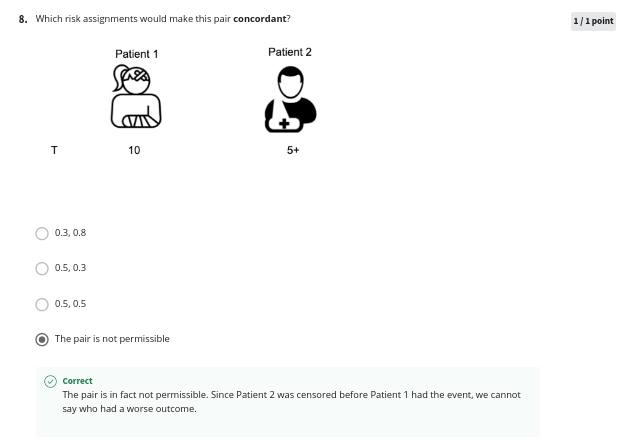 8. Which risk assignments would make this pair concordant?
1 / 1 point
Patient 1 Patient 2
T 10 5+
0.3, 0.8
0.5, 0.3
0.5, 0.5
The pair is not permissible
Correct
The pair is in fact not permissible. Since Patient 2 was censored before Patient 1 had the event, we cannot
say who had a worse outcome.